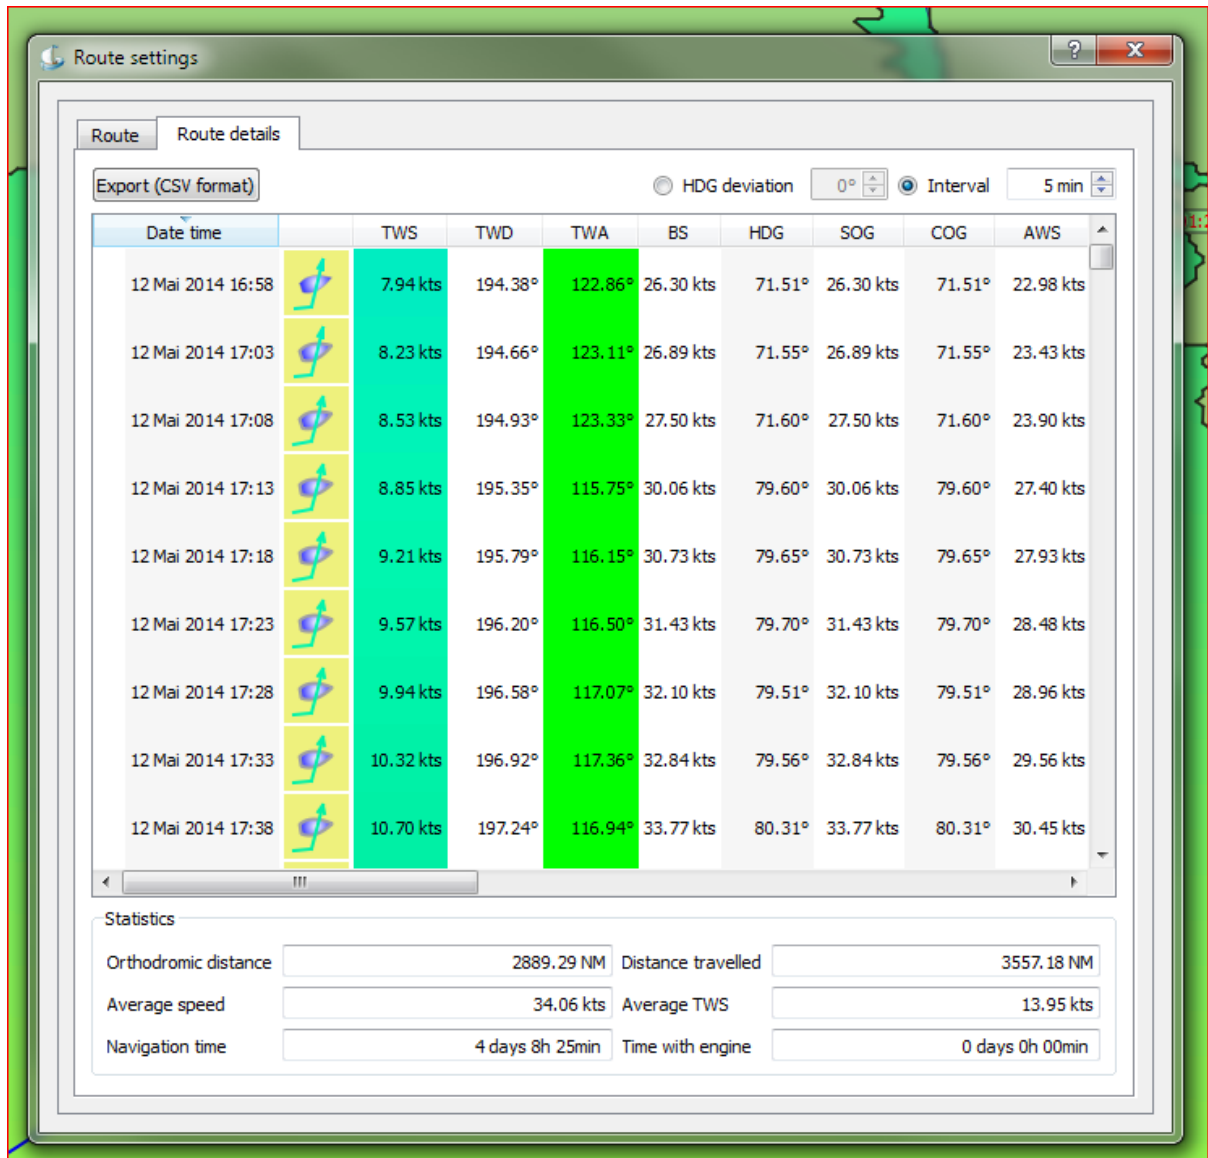 Route settings
Route Route details
Export (CSV format) HDG deviation 0° Interval 5 min
Date time TWS TWD TWA BS HDG SOG COG AWS
12 Mai 2014 16:58 7.94 kts 194.38° 122.86° 26.30 kts 71.51° 26.30 kts 71.51° 22.98 kts
12 Mai 2014 17:03 8.23 kts 194.66° 123.11° 26.89 kts 71.55° 26.89 kts 71.55° 23.43 kts
12 Mai 2014 17:08 8.53 kts 194.93° 123.33° 27.50 kts 71.60° 27.50 kts 71.60° 23.90 kts
12 Mai 2014 17:13 8.85 kts 195.35° 115.75° 30.06 kts 79.60° 30.06 kts 79.60° 27.40 kts
12 Mai 2014 17:18 9.21 kts 195.79° 116.15° 30.73 kts 79.65° 30.73 kts 79.65° 27.93 kts
12 Mai 2014 17:23 9.57 kts 196.20° 116.50° 31.43 kts 79.70° 31.43 kts 79.70° 28.48 kts
12 Mai 2014 17:28 9.94 kts 196.58° 117.07° 32.10 kts 79.51° 32.10 kts 79.51° 28.96 kts
12 Mai 2014 17:33 10.32 kts 196.92° 117.36° 32.84 kts 79.56° 32.84 kts 79.56° 29.56 kts
12 Mai 2014 17:38 10.70 kts 197.24° 116.94° 33.77 kts 80.31° 33.77 kts 80.31° 30.45 kts
Statistics
Orthodromic distance 2889.29 NM Distance travelled 3557.18 NM
Average speed 34.06 kts Average TWS 13.95 kts
Navigation time 4 days 8h 25min Time with engine 0 days 0h 00min